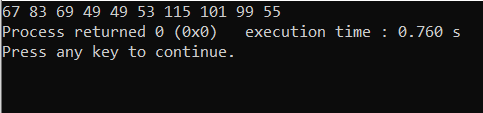 67 83 69 49 49 53 115 101 99 55
Process returned 0 (0x0)   execution time : 0.760 s
Press any key to continue.